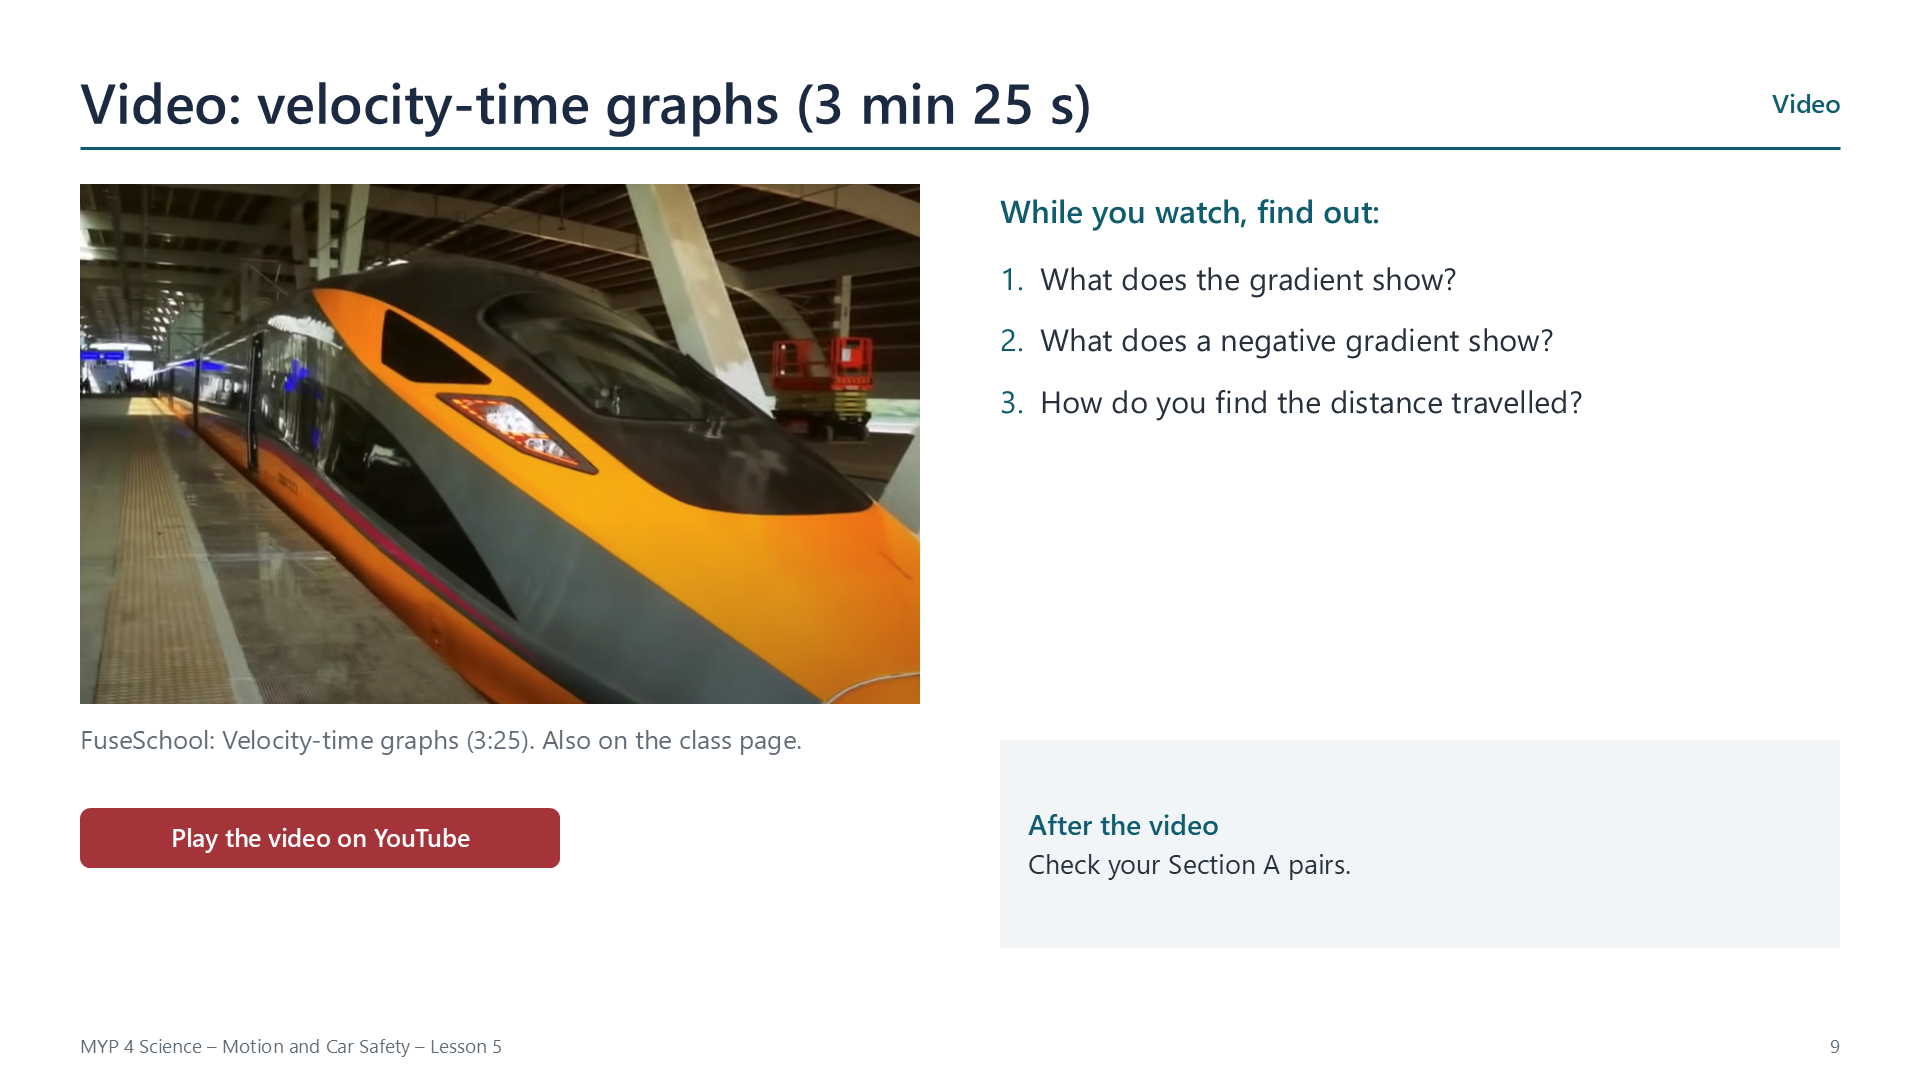 Video: velocity-time graphs (3 min 25 s)
Video
While you watch, find out:
1. What does the gradient show?
2. What does a negative gradient show?
3. How do you find the distance travelled?
FuseSchool: Velocity-time graphs (3:25). Also on the class page.
Play the video on YouTube
After the video
Check your Section A pairs.
MYP 4 Science – Motion and Car Safety – Lesson 5
9